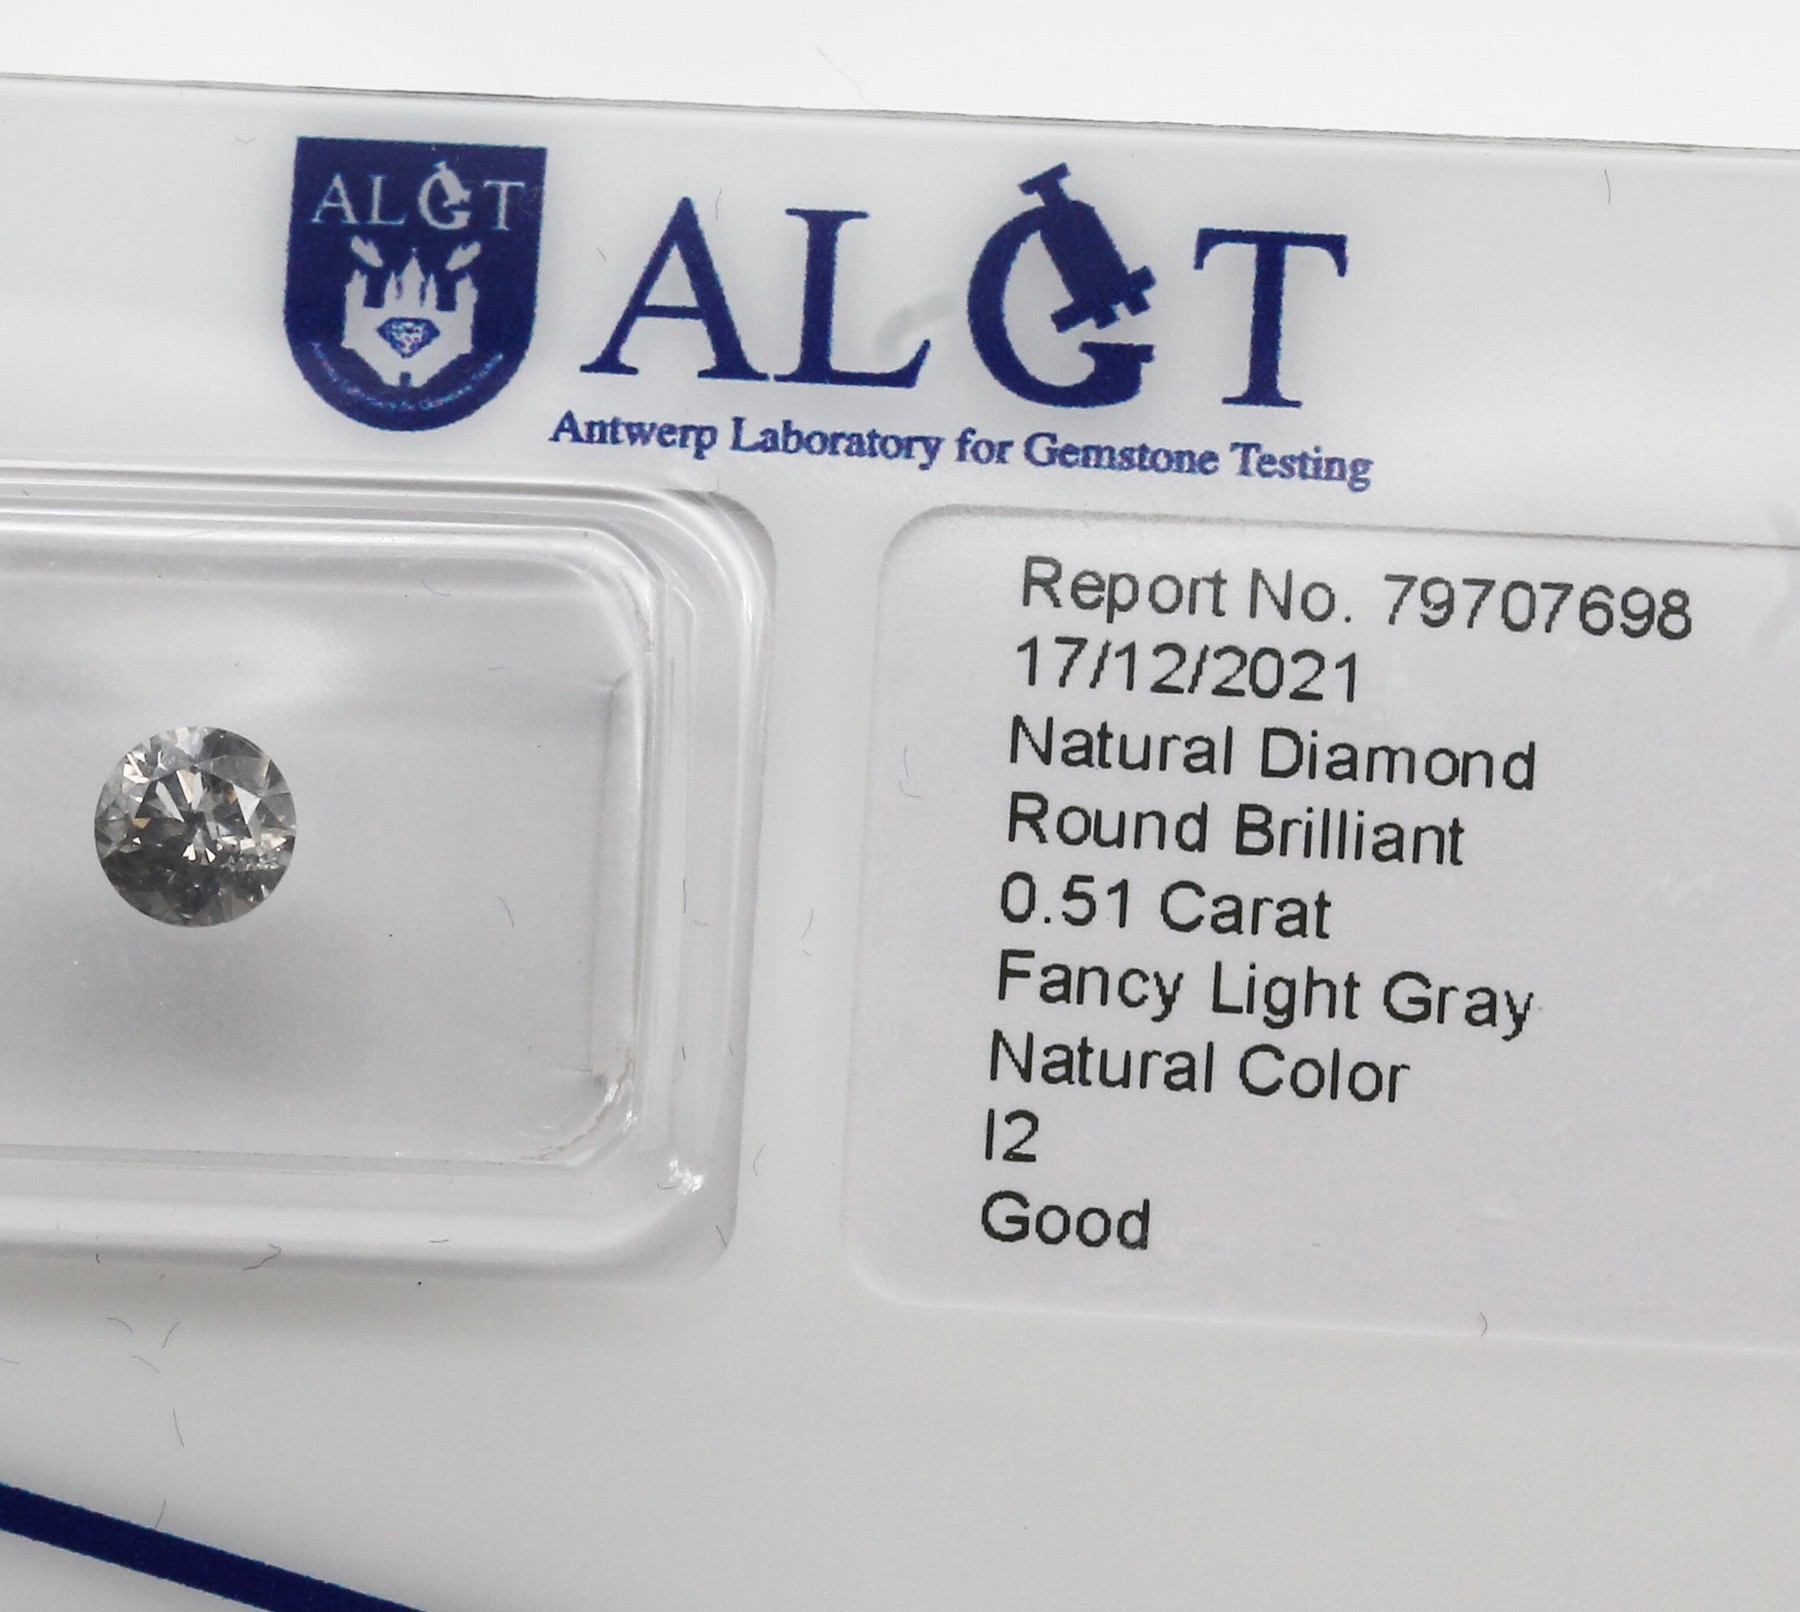 ALGT
ALGT
Antwerp Laboratory for Gemstone Testing
Report No. 79707698
17/12/2021
Natural Diamond
Round Brilliant
0.51 Carat
Fancy Light Gray
Natural Color
I2
Good